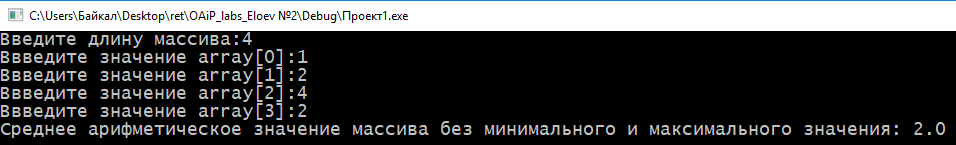 C:\Users\Байкал\Desktop\ret\OAiP_labs_Eloev №2\Debug\Проект1.exe
Введите длину массива:4
Ввведите значение array[0]:1
Ввведите значение array[1]:2
Ввведите значение array[2]:4
Ввведите значение array[3]:2
Среднее арифметическое значение массива без минимального и максимального значения: 2.0